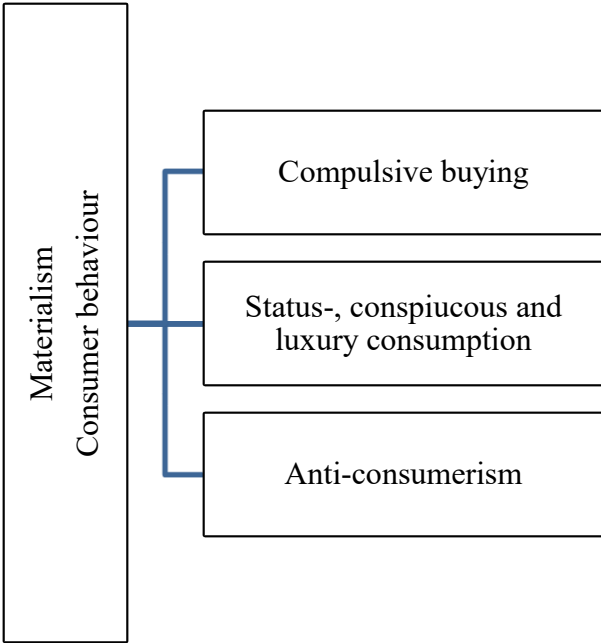 Materialism
Consumer behaviour
Compulsive buying
Status-, conspiucous and
luxury consumption
Anti-consumerism